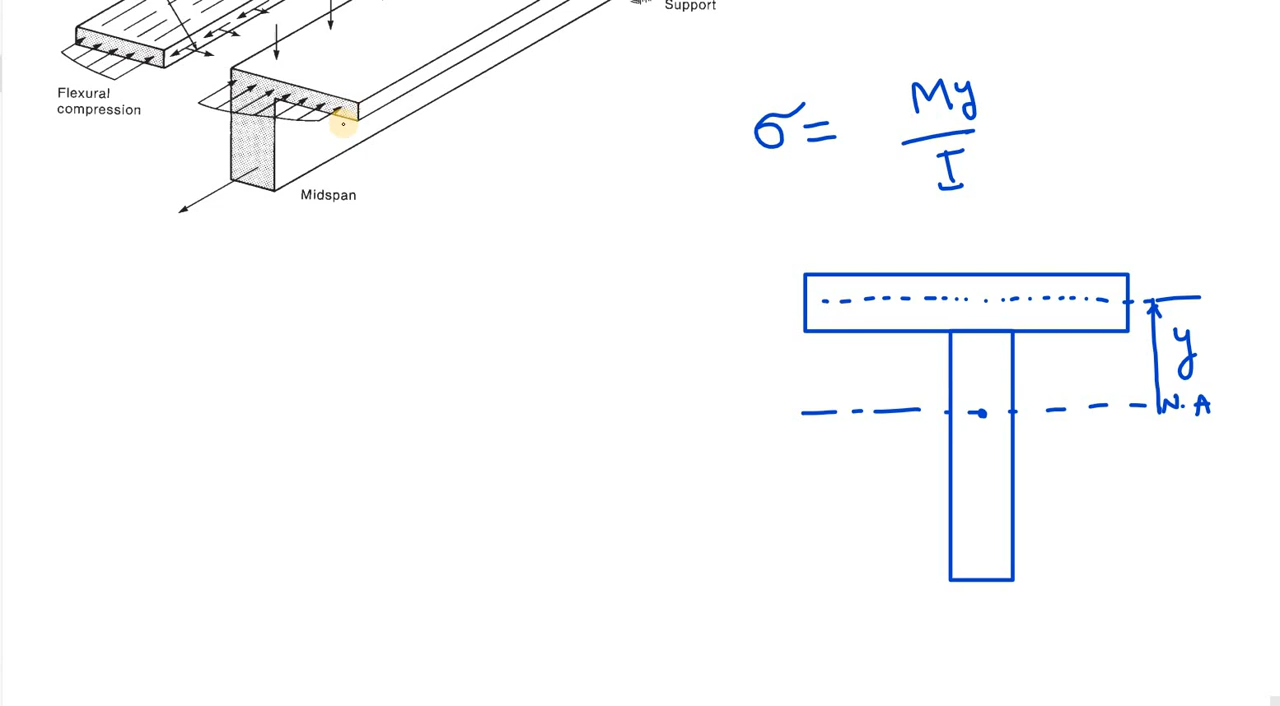 Support
Flexural
compression
Midspan
σ = My
I
y
N.A